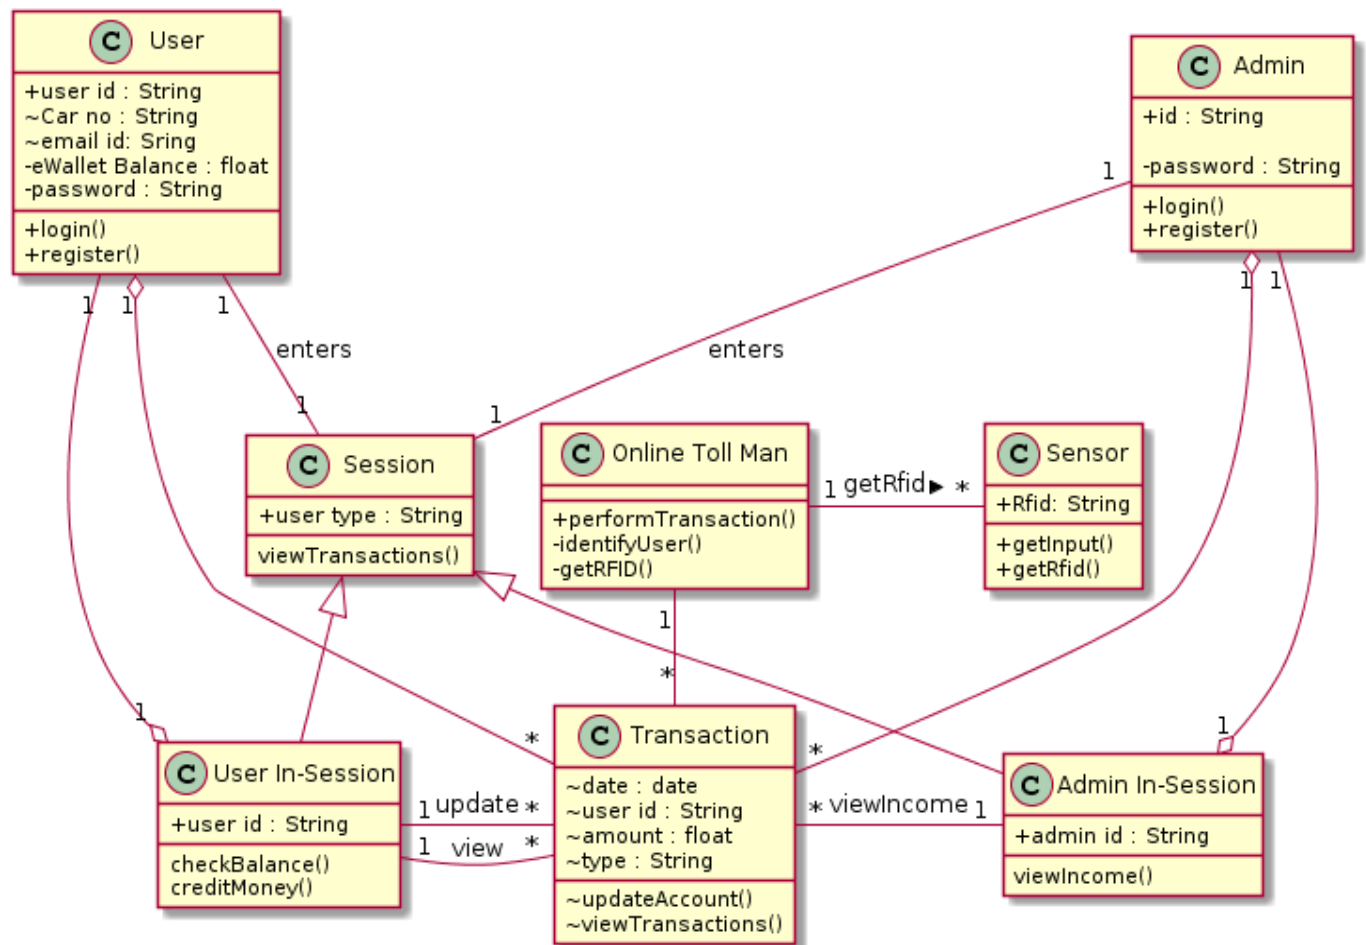 C User
+user id : String
~Car no : String
~email id: Sring
-eWallet Balance : float
-password : String
+login()
+register()
C Admin
+id : String
-password : String
+login()
+register()
1
1
1
1
1
1
enters
enters
1
1
C Session
+user type : String
viewTransactions()
C Online Toll Man
+performTransaction()
-identifyUser()
-getRFID()
1 getRfid▶ *
C Sensor
+Rfid: String
+getInput()
+getRfid()
1
*
1
*
*
1
C User In-Session
+user id : String
checkBalance()
creditMoney()
1 update *
1 view *
C Transaction
~date : date
~user id : String
~amount : float
~type : String
~updateAccount()
~viewTransactions()
* viewIncome 1
C Admin In-Session
+admin id : String
viewIncome()